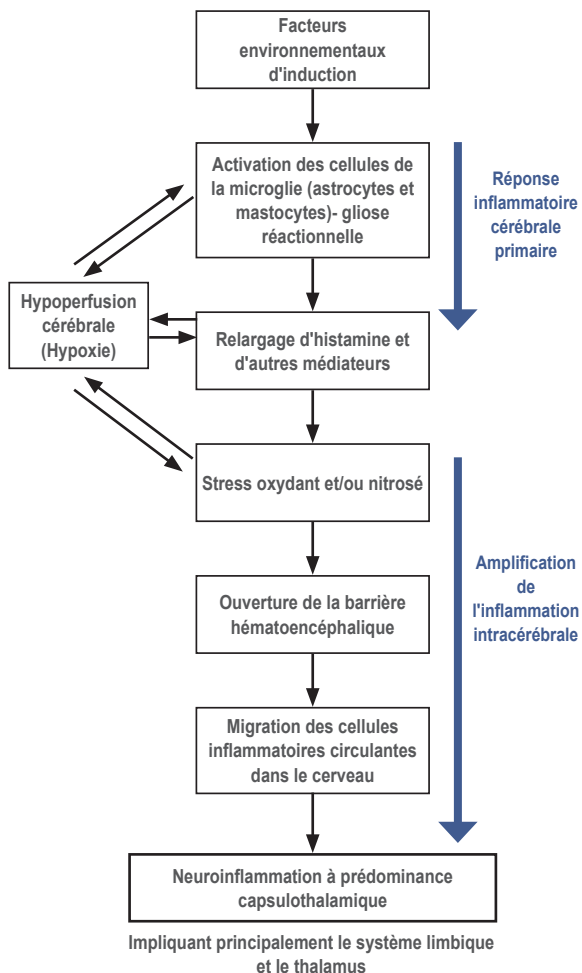 Facteurs
environnementaux
d'induction
Activation des cellules de
la microglie (astrocytes et
mastocytes)- gliose
réactionnelle
Réponse
inflammatoire
cérébrale
primaire
Hypoperfusion
cérébrale
(Hypoxie)
Relargage d'histamine et
d'autres médiateurs
Stress oxydant et/ou nitrosé
Amplification
de
l'inflammation
intracérébrale
Ouverture de la barrière
hématoencéphalique
Migration des cellules
inflammatoires circulantes
dans le cerveau
Neuroinflammation à prédominance
capsulothalamique
Impliquant principalement le système limbique
et le thalamus